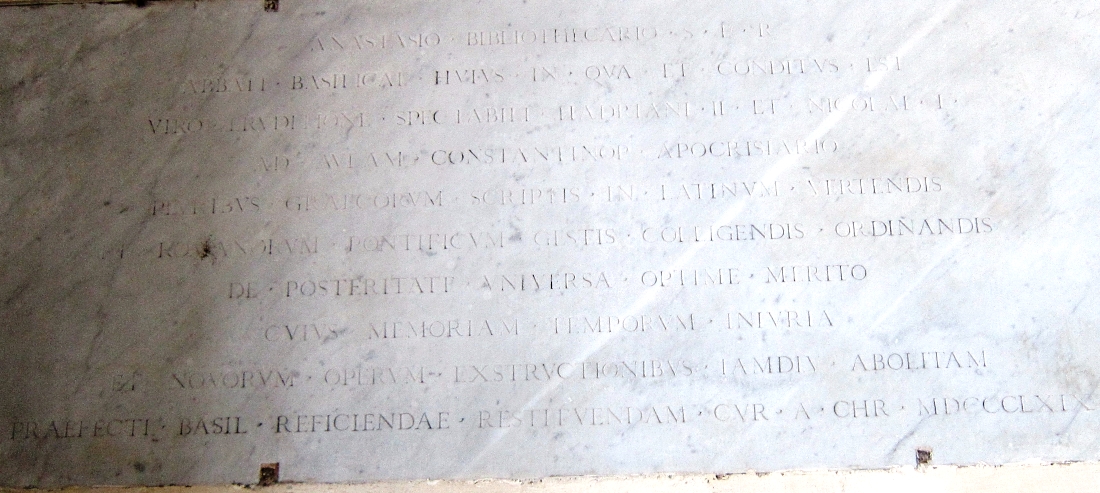 ANASTASIO · BIBLIOTHECARIO · S · E · R
ABBATI · BASILICAE · HVIVS · IN · QVA · ET · CONDITVS · EST
VIRO · ERVDITIONE · SPECTABILI · HADRIANI · II · ET · NICOLAI · I ·
AD · AVLAM · CONSTANTINOP · APOCRISIARIO
PLVRIBVS · GRAECORVM · SCRIPTIS · IN · LATINVM · VERTENDIS
ET · ROMANORVM · PONTIFICVM · GESTIS · COLLIGENDIS · ORDINANDIS
DE · POSTERITATE · VNIVERSA · OPTIME · MERITO
CVIVS · MEMORIAM · TEMPORVM · INIVRIA
ET · NOVORVM · OPERVM · EXSTRVCTIONIBVS · IAMDIV · ABOLITAM
PRAEFECTI · BASIL · REFICIENDAE · RESTITVENDAM · CVR · A · CHR · MDCCCLXIX